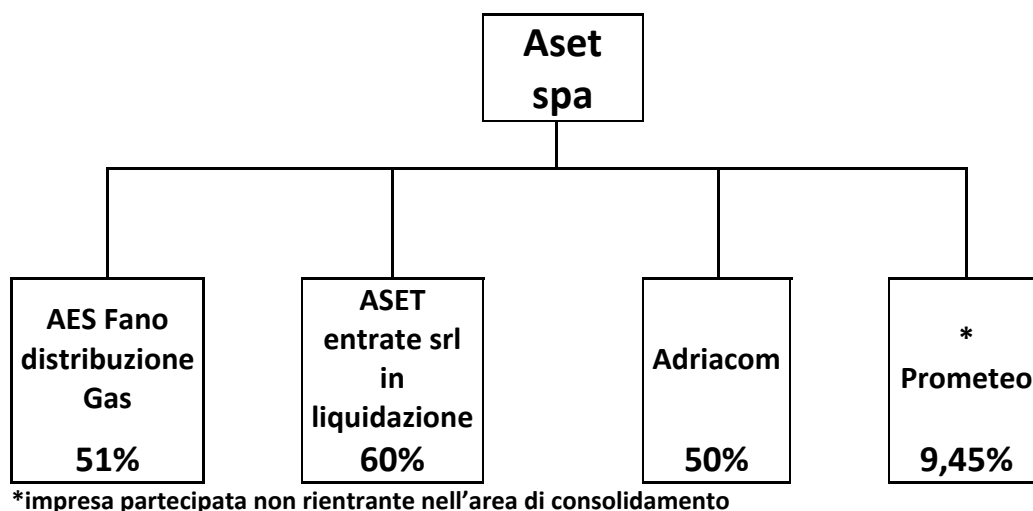 Aset
spa
AES Fano
distribuzione
Gas
51%
ASET
entrate srl
in
liquidazione
60%
Adriacom
50%
*
Prometeo
9,45%
*impresa partecipata non rientrante nell’area di consolidamento